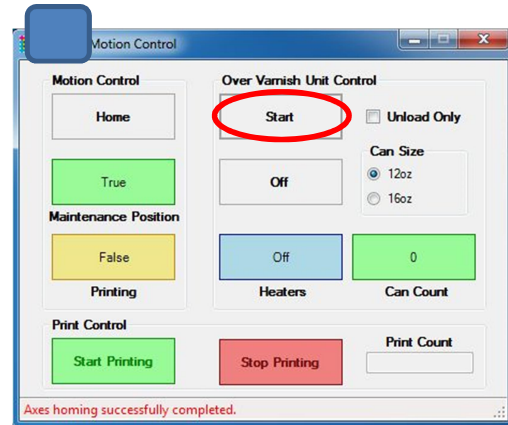 Motion Control
Motion Control
Over Varnish Unit Control
Home
Start
Unload Only
Can Size
True
Off
12oz
16oz
Maintenance Position
False
Off
0
Printing
Heaters
Can Count
Print Control
Start Printing
Stop Printing
Print Count
Axes homing successfully completed.